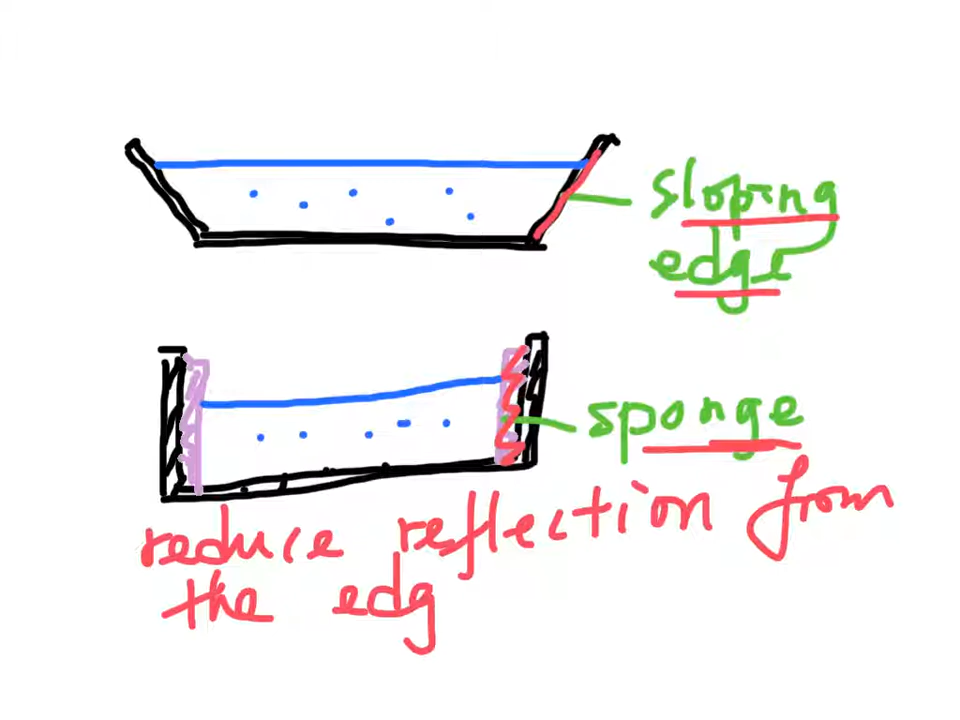 sloping
edge
sponge
reduce reflection from
the edg